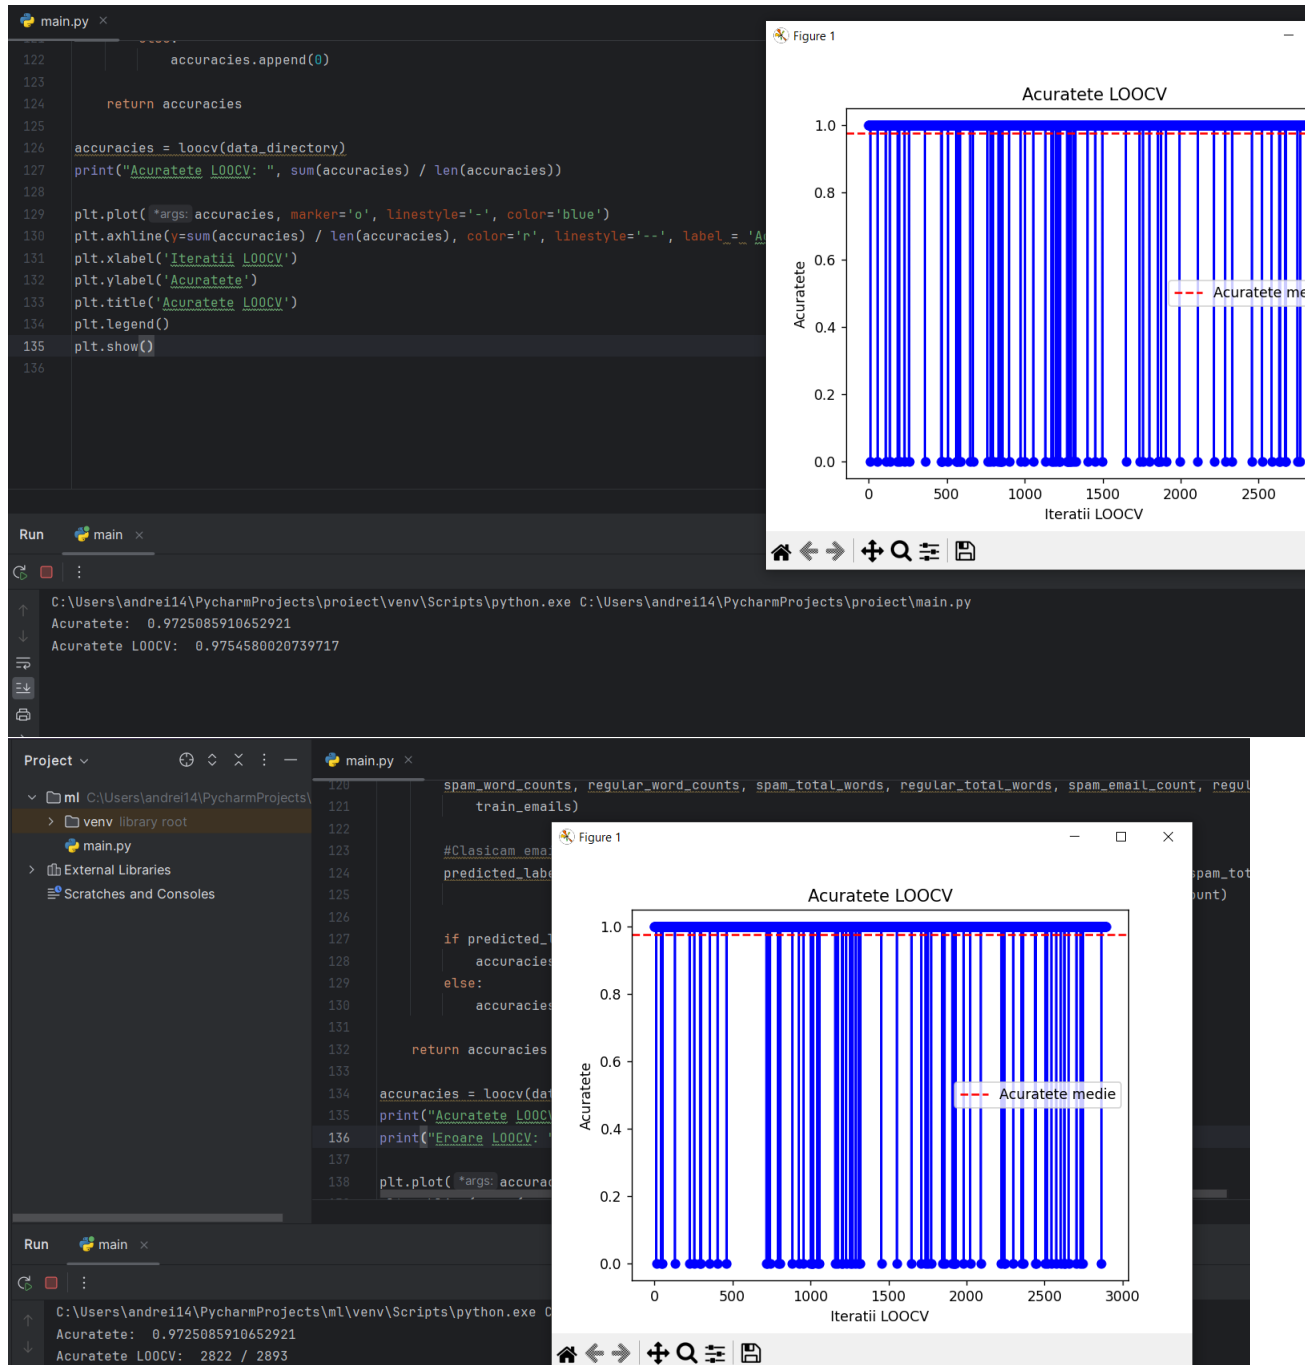 main.py
122 accuracies.append(0)
123
124 return accuracies
125
126 accuracies = loocv(data_directory)
127 print("Acuratete LOOCV: ", sum(accuracies) / len(accuracies))
128
129 plt.plot( *args: accuracies, marker='o', linestyle='-', color='blue')
130 plt.axhline(y=sum(accuracies) / len(accuracies), color='r', linestyle='--', label = 'A
131 plt.xlabel('Iteratii LOOCV')
132 plt.ylabel('Acuratete')
133 plt.title('Acuratete LOOCV')
134 plt.legend()
135 plt.show()
136
Figure 1
Acuratete LOOCV
1.0
0.8
0.6
0.4
0.2
0.0
Acuratete
Acuratete me
0 500 1000 1500 2000 2500
Iteratii LOOCV
Run main
C:\Users\andrei14\PycharmProjects\proiect\venv\Scripts\python.exe C:\Users\andrei14\PycharmProjects\proiect\main.py
Acuratete: 0.9725085910652921
Acuratete LOOCV: 0.9754580020739717
Project
ml C:\Users\andrei14\PycharmProjects\
venv library root
main.py
External Libraries
Scratches and Consoles
main.py
120 spam_word_counts, regular_word_counts, spam_total_words, regular_total_words, spam_email_count, regul
121 train_emails)
122
123 #Clasicam emai
124 predicted_labe spam_tot
125 ount)
126
127 if predicted_l
128 accuracies
129 else:
130 accuracies
131
132 return accuracies
133
134 accuracies = loocv(dat
135 print("Acuratete LOOCV
136 print("Eroare LOOCV: "
137
138 plt.plot( *args: accurac
Figure 1
Acuratete LOOCV
1.0
0.8
0.6
0.4
0.2
0.0
Acuratete
Acuratete medie
0 500 1000 1500 2000 2500 3000
Iteratii LOOCV
Run main
C:\Users\andrei14\PycharmProjects\ml\venv\Scripts\python.exe C
Acuratete: 0.9725085910652921
Acuratete LOOCV: 2822 / 2893